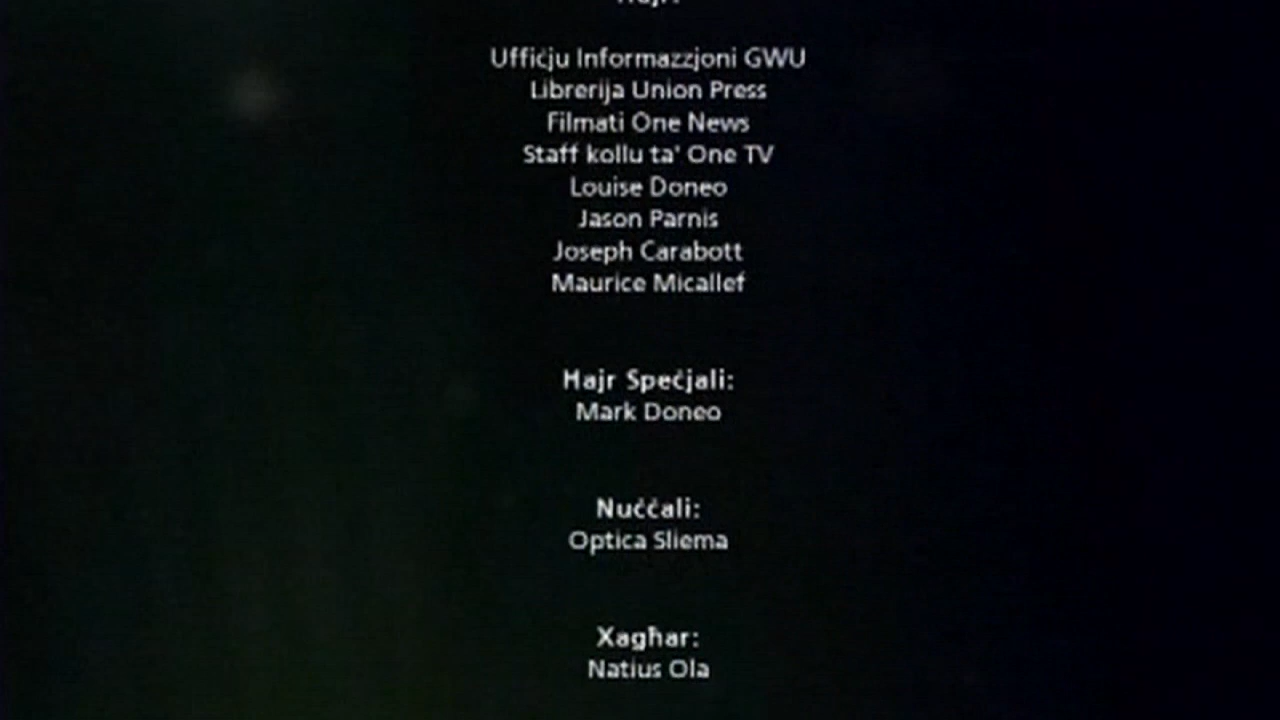 Uffiċju Informazzjoni GWU
Librerija Union Press
Filmati One News
Staff kollu ta' One TV
Louise Doneo
Jason Parnis
Joseph Carabott
Maurice Micallef
Ħajr Speċjali:
Mark Doneo
Nuċċali:
Optica Sliema
Xagħar:
Natius Ola